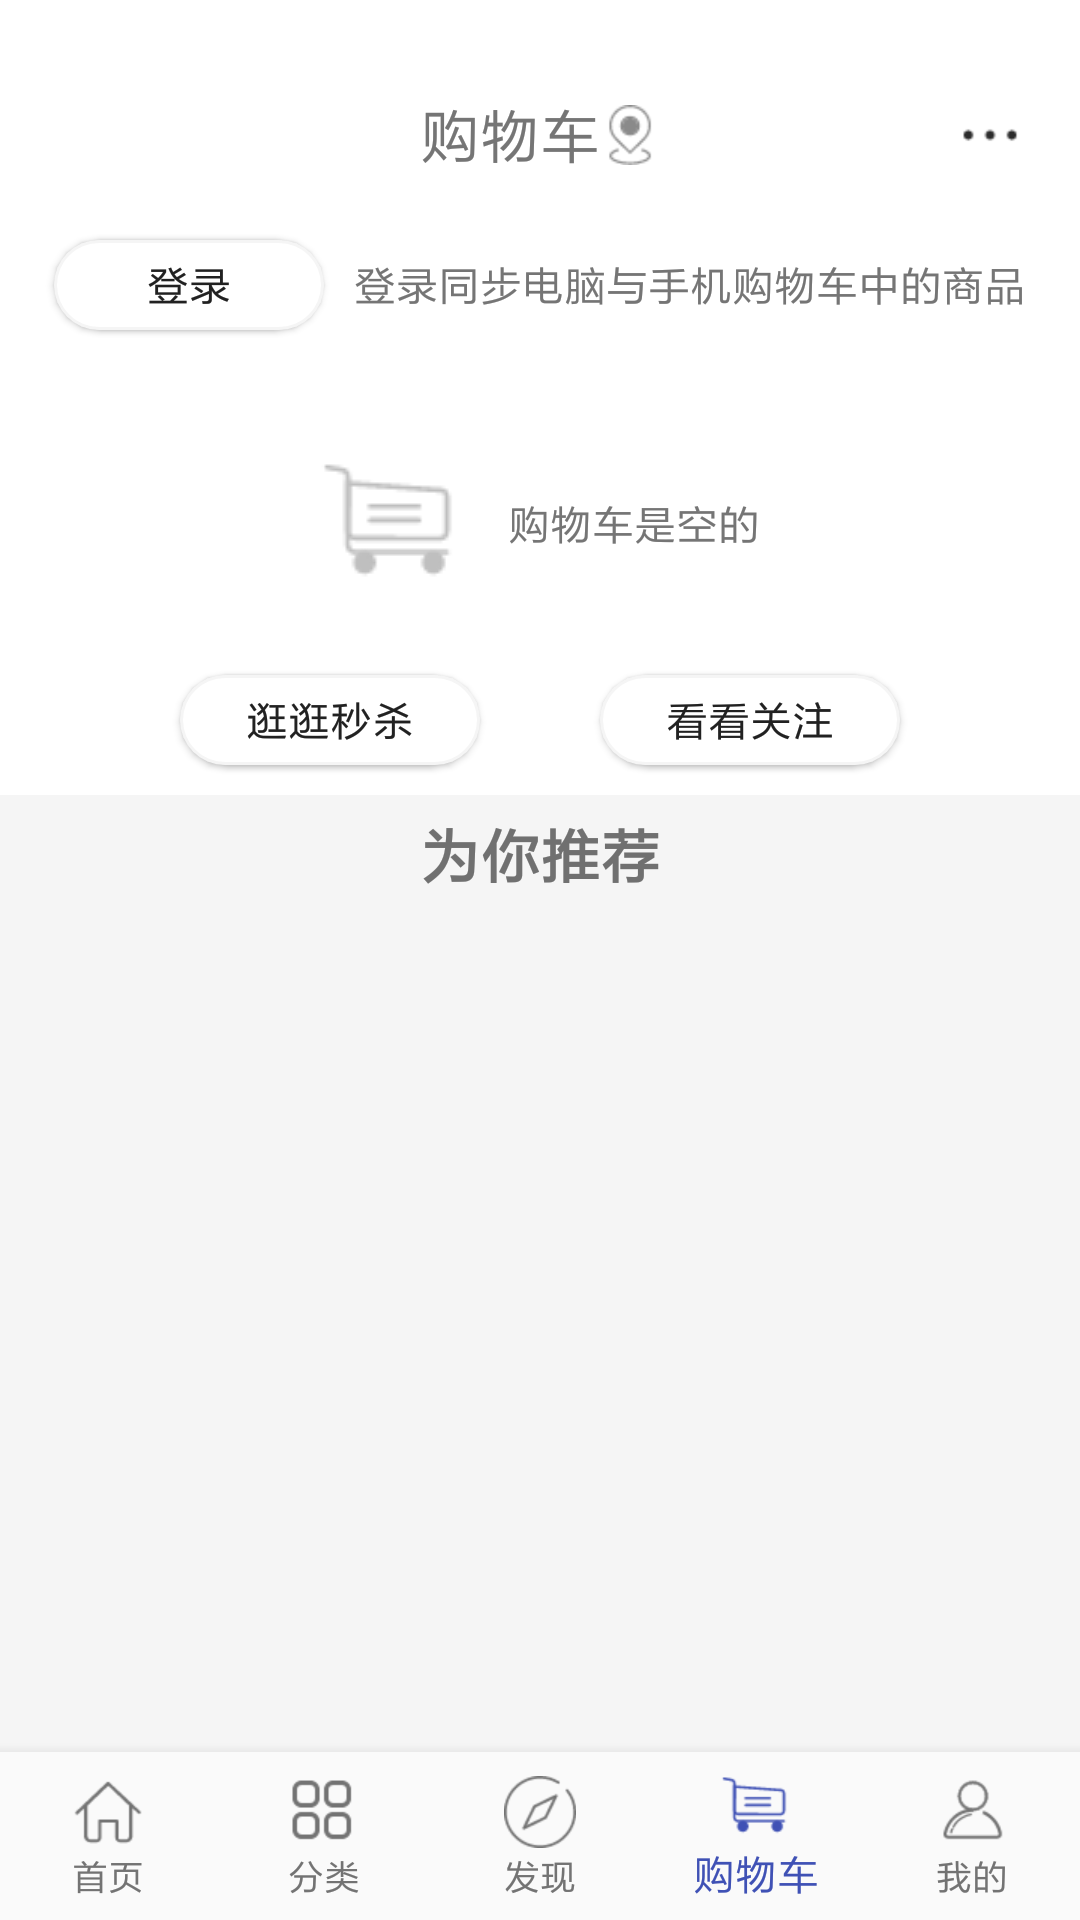 购物车
登录 登录同步电脑与手机购物车中的商品
购物车是空的
逛逛秒杀 看看关注
为你推荐
首页 分类 发现 购物车 我的